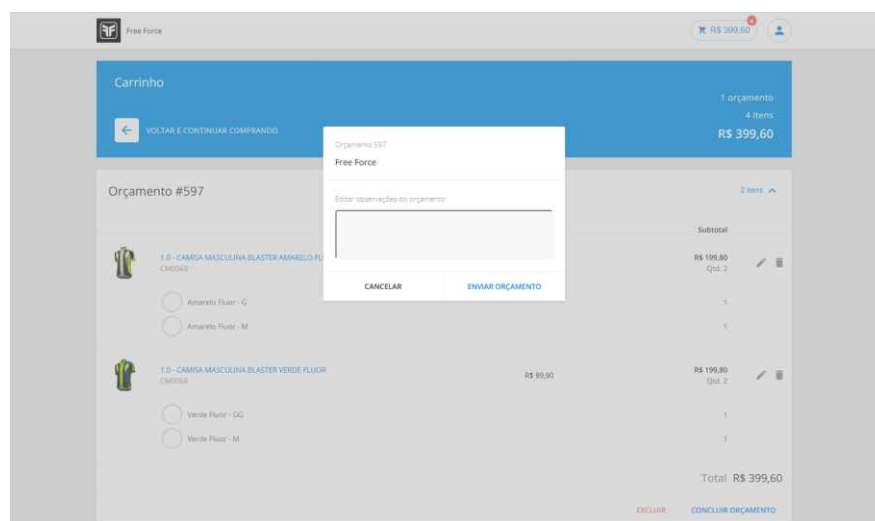 Free Force
R$ 399,60
4
Carrinho
1 orçamento
4 itens
R$ 399,60
VOLTAR E CONTINUAR COMPRANDO
Orçamento 597
Free Force
Editar observações do orçamento
CANCELAR
ENVIAR ORÇAMENTO
Orçamento #597
2 itens
Subtotal
1.0 - CAMISA MASCULINA BLASTER AMARELO FLU
R$ 199,80
Qtd. 2
Amarelo Fluor - G
1
Amarelo Fluor - M
1
1.0 - CAMISA MASCULINA BLASTER VERDE FLUOR
R$ 99,90
R$ 199,80
Qtd. 2
Verde Fluor - GG
1
Verde Fluor - M
1
Total R$ 399,60
EXCLUIR
CONCLUIR ORÇAMENTO